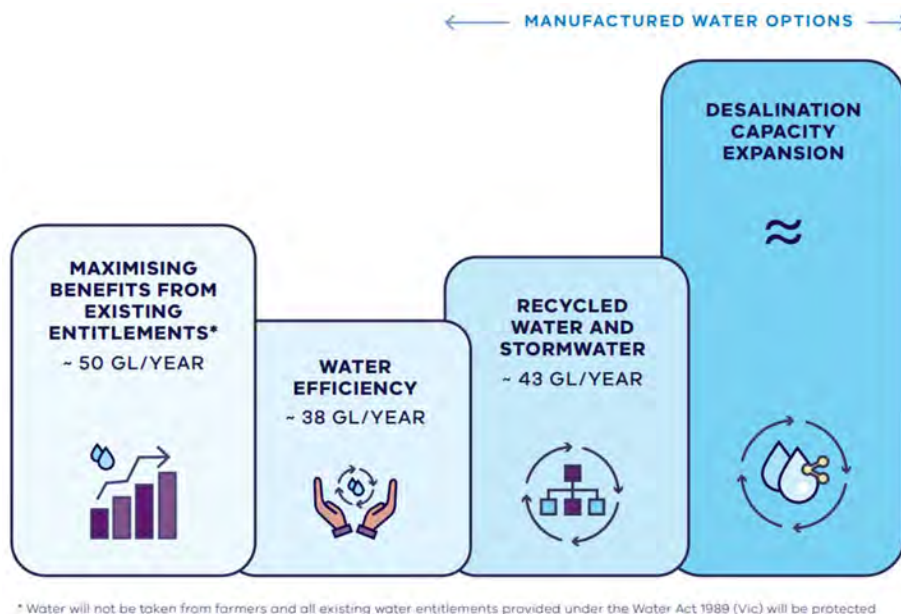 MANUFACTURED WATER OPTIONS
MAXIMISING
BENEFITS FROM
EXISTING
ENTITLEMENTS*
~ 50 GL/YEAR
WATER
EFFICIENCY
~ 38 GL/YEAR
RECYCLED
WATER AND
STORMWATER
~ 43 GL/YEAR
DESALINATION
CAPACITY
EXPANSION
≈
* Water will not be taken from farmers and all existing water entitlements provided under the Water Act 1989 (Vic) will be protected